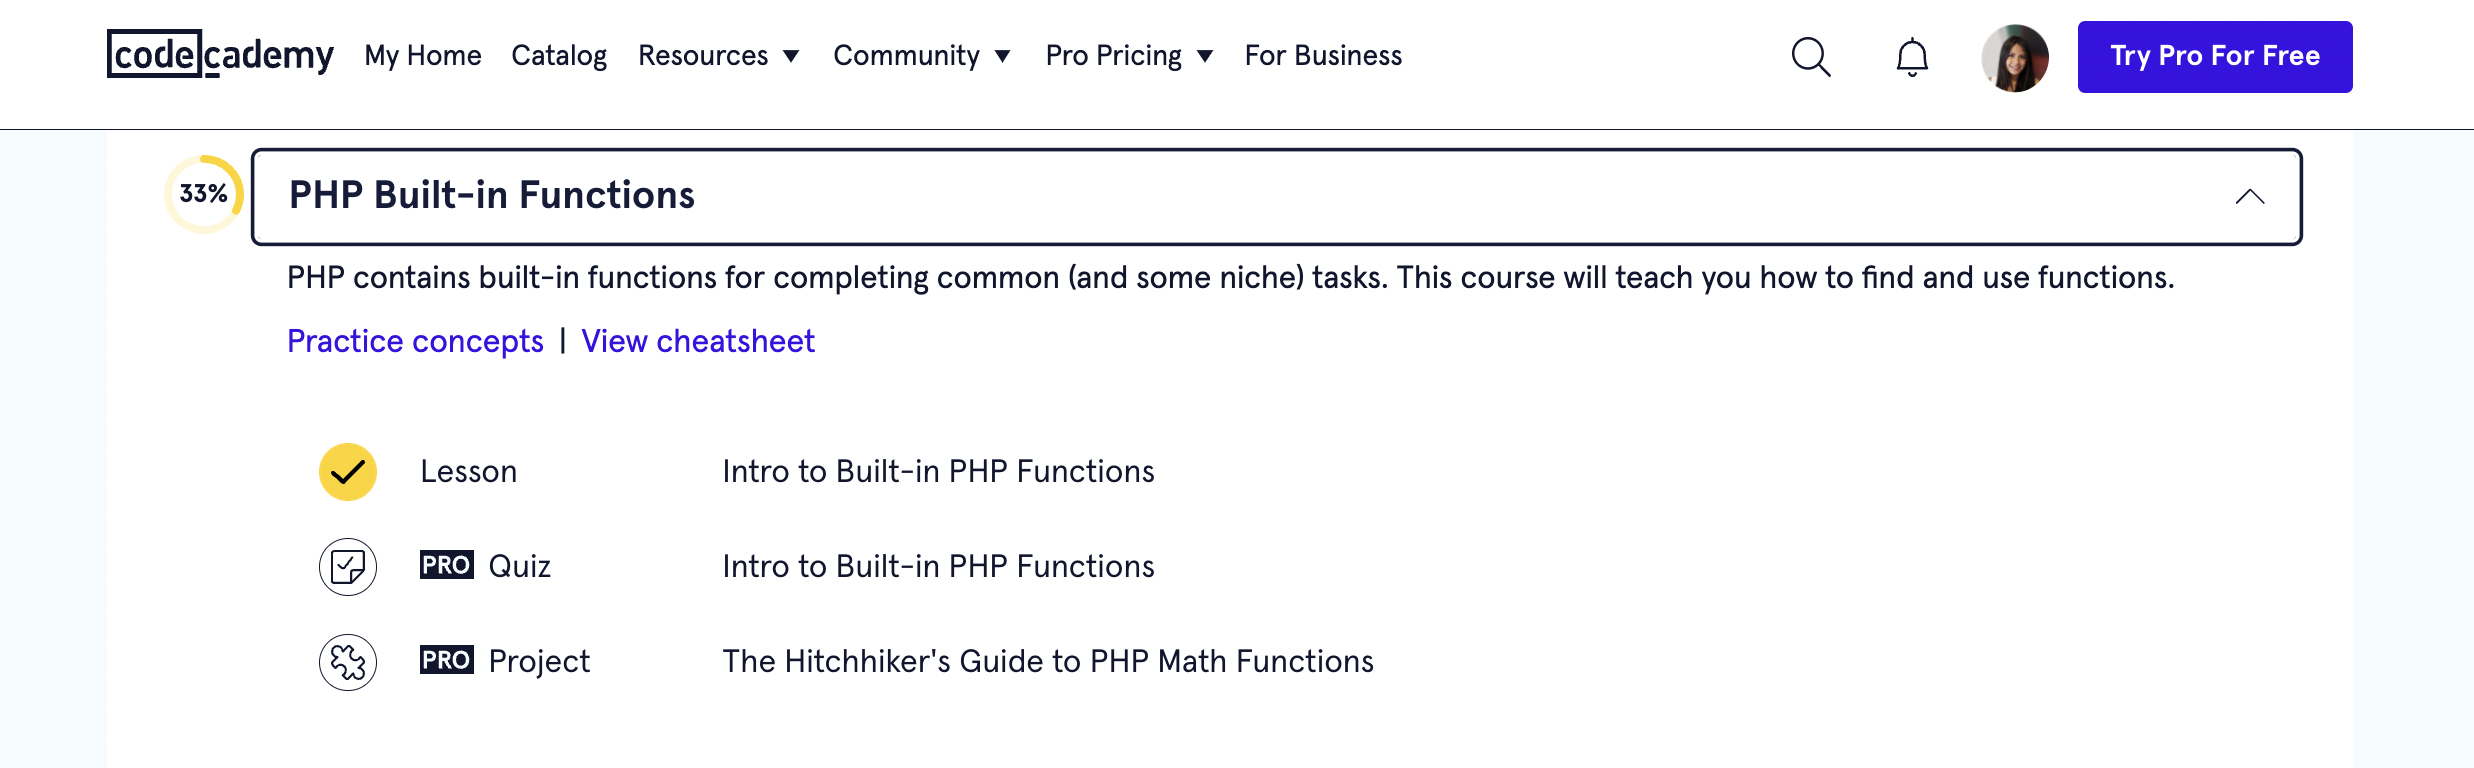 codecademy My Home Catalog Resources Community Pro Pricing For Business Try Pro For Free
33% PHP Built-in Functions
PHP contains built-in functions for completing common (and some niche) tasks. This course will teach you how to find and use functions.
Practice concepts | View cheatsheet
Lesson Intro to Built-in PHP Functions
PRO Quiz Intro to Built-in PHP Functions
PRO Project The Hitchhiker's Guide to PHP Math Functions